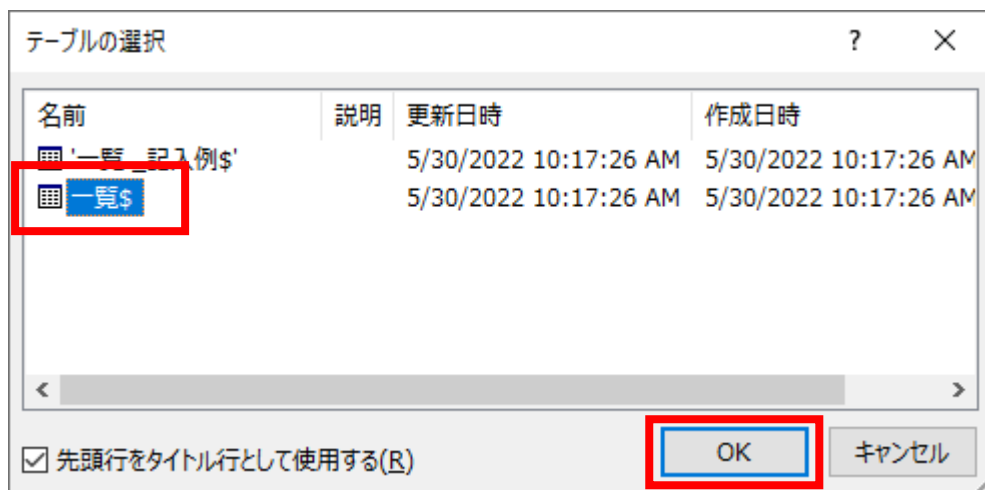 テーブルの選択 ?
名前 説明 更新日時 作成日時
'一覧 _記入例$' 5/30/2022 10:17:26 AM 5/30/2022 10:17:26 AM
一覧$ 5/30/2022 10:17:26 AM 5/30/2022 10:17:26 AM
先頭行をタイトル行として使用する(R) OK キャンセル